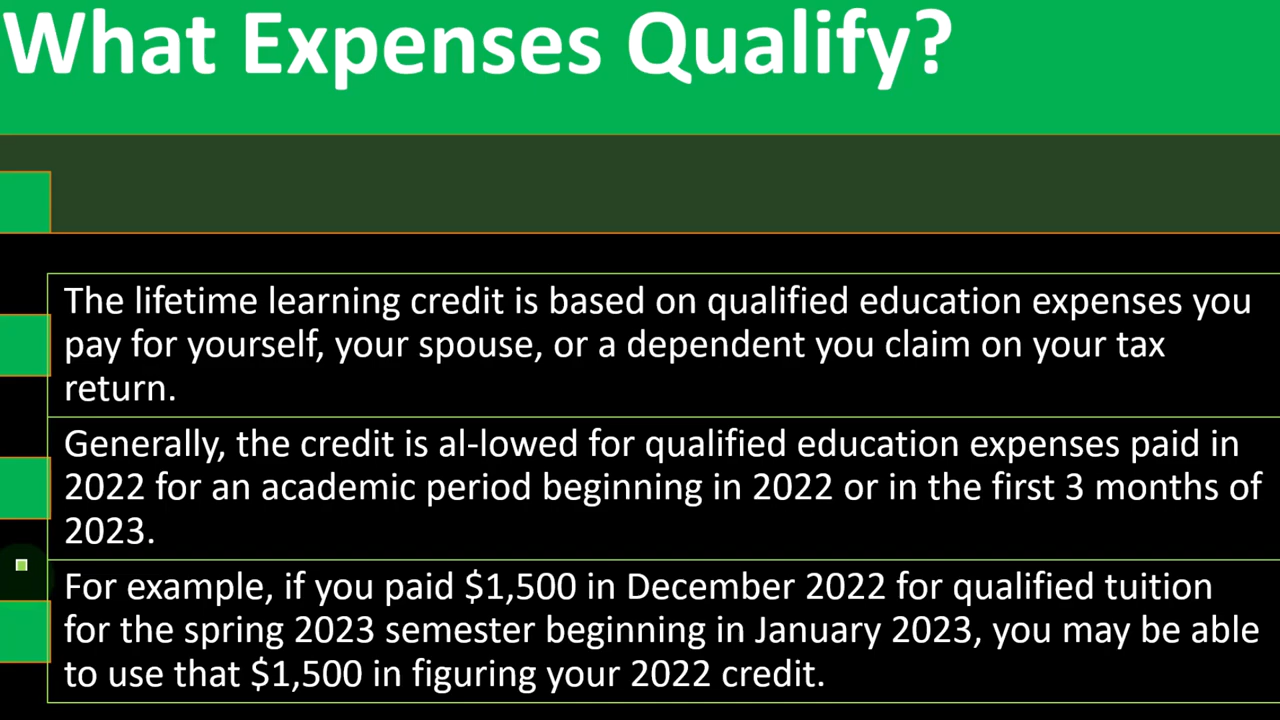 What Expenses Qualify?
The lifetime learning credit is based on qualified education expenses you
pay for yourself, your spouse, or a dependent you claim on your tax
return.
Generally, the credit is al-lowed for qualified education expenses paid in
2022 for an academic period beginning in 2022 or in the first 3 months of
2023.
For example, if you paid $1,500 in December 2022 for qualified tuition
for the spring 2023 semester beginning in January 2023, you may be able
to use that $1,500 in figuring your 2022 credit.